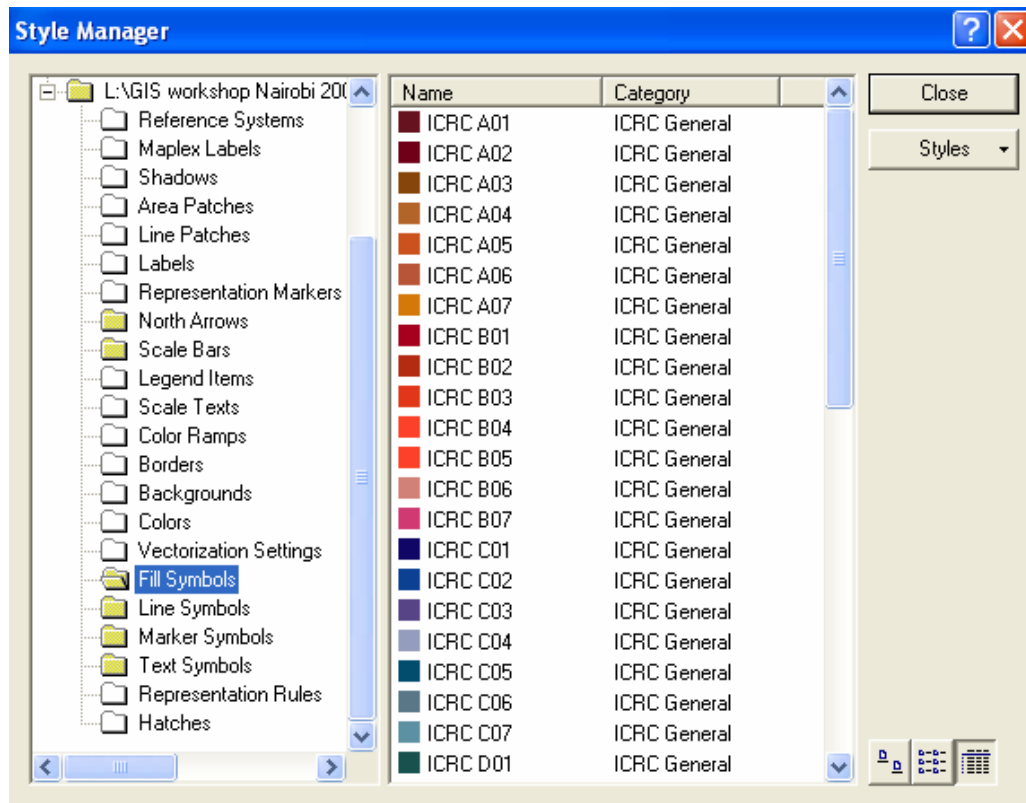 Style Manager
L:\GIS workshop Nairobi 200
Reference Systems
Maplex Labels
Shadows
Area Patches
Line Patches
Labels
Representation Markers
North Arrows
Scale Bars
Legend Items
Scale Texts
Color Ramps
Borders
Backgrounds
Colors
Vectorization Settings
Fill Symbols
Line Symbols
Marker Symbols
Text Symbols
Representation Rules
Hatches
Name Category
ICRC A01 ICRC General
ICRC A02 ICRC General
ICRC A03 ICRC General
ICRC A04 ICRC General
ICRC A05 ICRC General
ICRC A06 ICRC General
ICRC A07 ICRC General
ICRC B01 ICRC General
ICRC B02 ICRC General
ICRC B03 ICRC General
ICRC B04 ICRC General
ICRC B05 ICRC General
ICRC B06 ICRC General
ICRC B07 ICRC General
ICRC C01 ICRC General
ICRC C02 ICRC General
ICRC C03 ICRC General
ICRC C04 ICRC General
ICRC C05 ICRC General
ICRC C06 ICRC General
ICRC C07 ICRC General
ICRC D01 ICRC General
Close
Styles